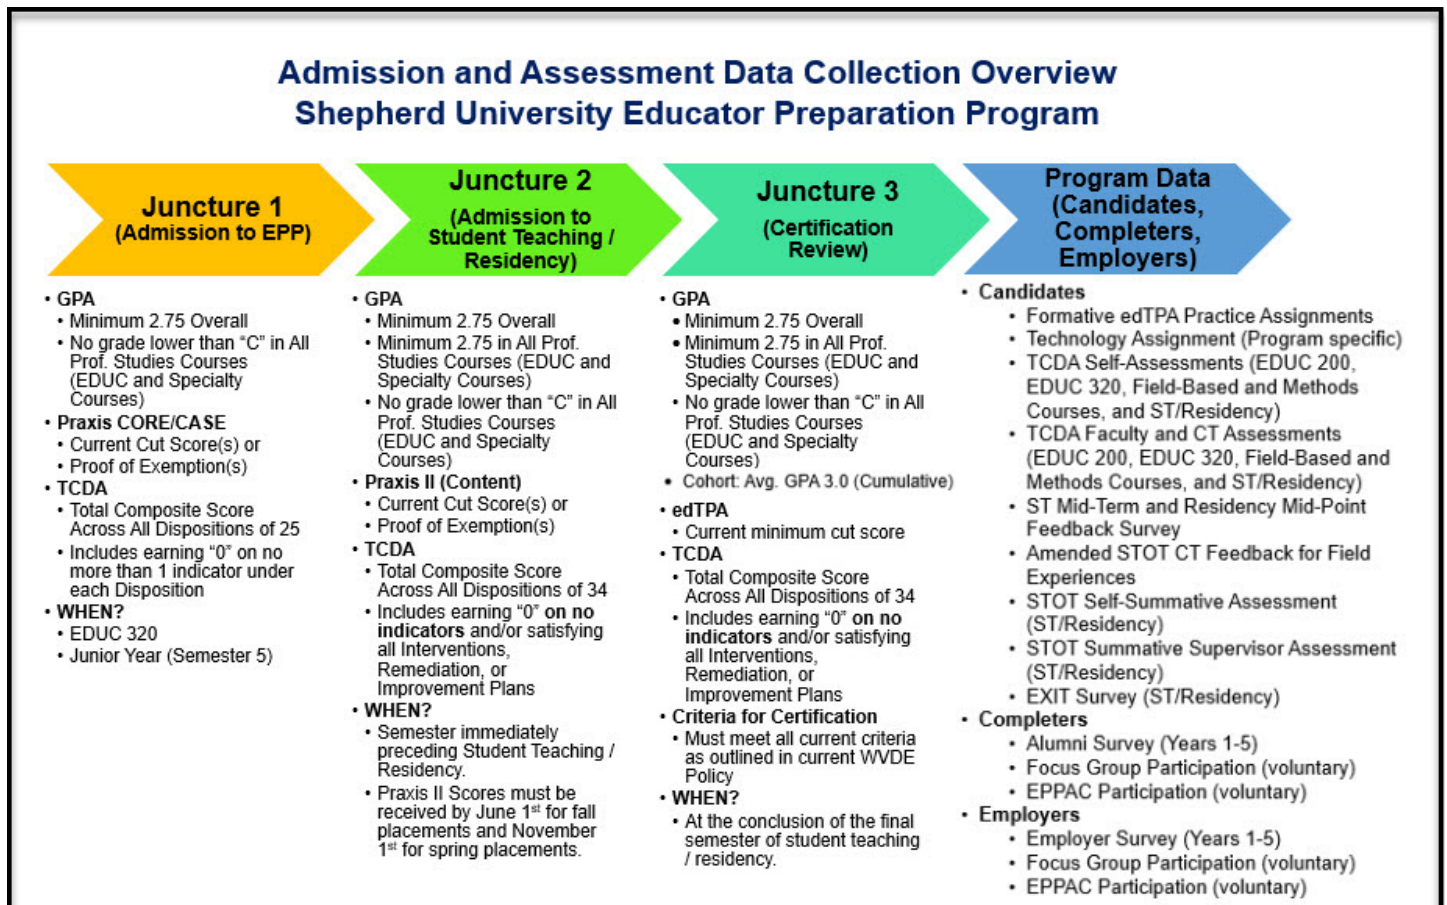 Admission and Assessment Data Collection Overview
Shepherd University Educator Preparation Program
Juncture 1
(Admission to EPP)
• GPA
• Minimum 2.75 Overall
• No grade lower than “C” in All
Prof. Studies Courses
(EDUC and Specialty
Courses)
• Praxis CORE/CASE
• Current Cut Score(s) or
• Proof of Exemption(s)
• TCDA
• Total Composite Score
Across All Dispositions of 25
• Includes earning “0” on no
more than 1 indicator under
each Disposition
• WHEN?
• EDUC 320
• Junior Year (Semester 5)
Juncture 2
(Admission to
Student Teaching /
Residency)
• GPA
• Minimum 2.75 Overall
• Minimum 2.75 in All Prof.
Studies Courses (EDUC and
Specialty Courses)
• No grade lower than “C” in All
Prof. Studies Courses
(EDUC and Specialty
Courses)
• Praxis II (Content)
• Current Cut Score(s) or
• Proof of Exemption(s)
• TCDA
• Total Composite Score
Across All Dispositions of 34
• Includes earning “0” on no
indicators and/or satisfying
all Interventions,
Remediation, or
Improvement Plans
• WHEN?
• Semester immediately
preceding Student Teaching /
Residency.
• Praxis II Scores must be
received by June 1st for fall
placements and November
1st for spring placements.
Juncture 3
(Certification
Review)
• GPA
• Minimum 2.75 Overall
• Minimum 2.75 in All Prof.
Studies Courses (EDUC and
Specialty Courses)
• No grade lower than “C” in All
Prof. Studies Courses
(EDUC and Specialty
Courses)
• Cohort: Avg. GPA 3.0 (Cumulative)
• edTPA
• Current minimum cut score
• TCDA
• Total Composite Score
Across All Dispositions of 34
• Includes earning “0” on no
indicators and/or satisfying
all Interventions,
Remediation, or
Improvement Plans
• Criteria for Certification
• Must meet all current criteria
as outlined in current WVDE
Policy
• WHEN?
• At the conclusion of the final
semester of student teaching
/ residency.
Program Data
(Candidates,
Completers,
Employers)
• Candidates
• Formative edTPA Practice Assignments
• Technology Assignment (Program specific)
• TCDA Self-Assessments (EDUC 200,
EDUC 320, Field-Based and Methods
Courses, and ST/Residency)
• TCDA Faculty and CT Assessments
(EDUC 200, EDUC 320, Field-Based and
Methods Courses, and ST/Residency)
• ST Mid-Term and Residency Mid-Point
Feedback Survey
• Amended STOT CT Feedback for Field
Experiences
• STOT Self-Summative Assessment
(ST/Residency)
• STOT Summative Supervisor Assessment
(ST/Residency)
• EXIT Survey (ST/Residency)
• Completers
• Alumni Survey (Years 1-5)
• Focus Group Participation (voluntary)
• EPPAC Participation (voluntary)
• Employers
• Employer Survey (Years 1-5)
• Focus Group Participation (voluntary)
• EPPAC Participation (voluntary)